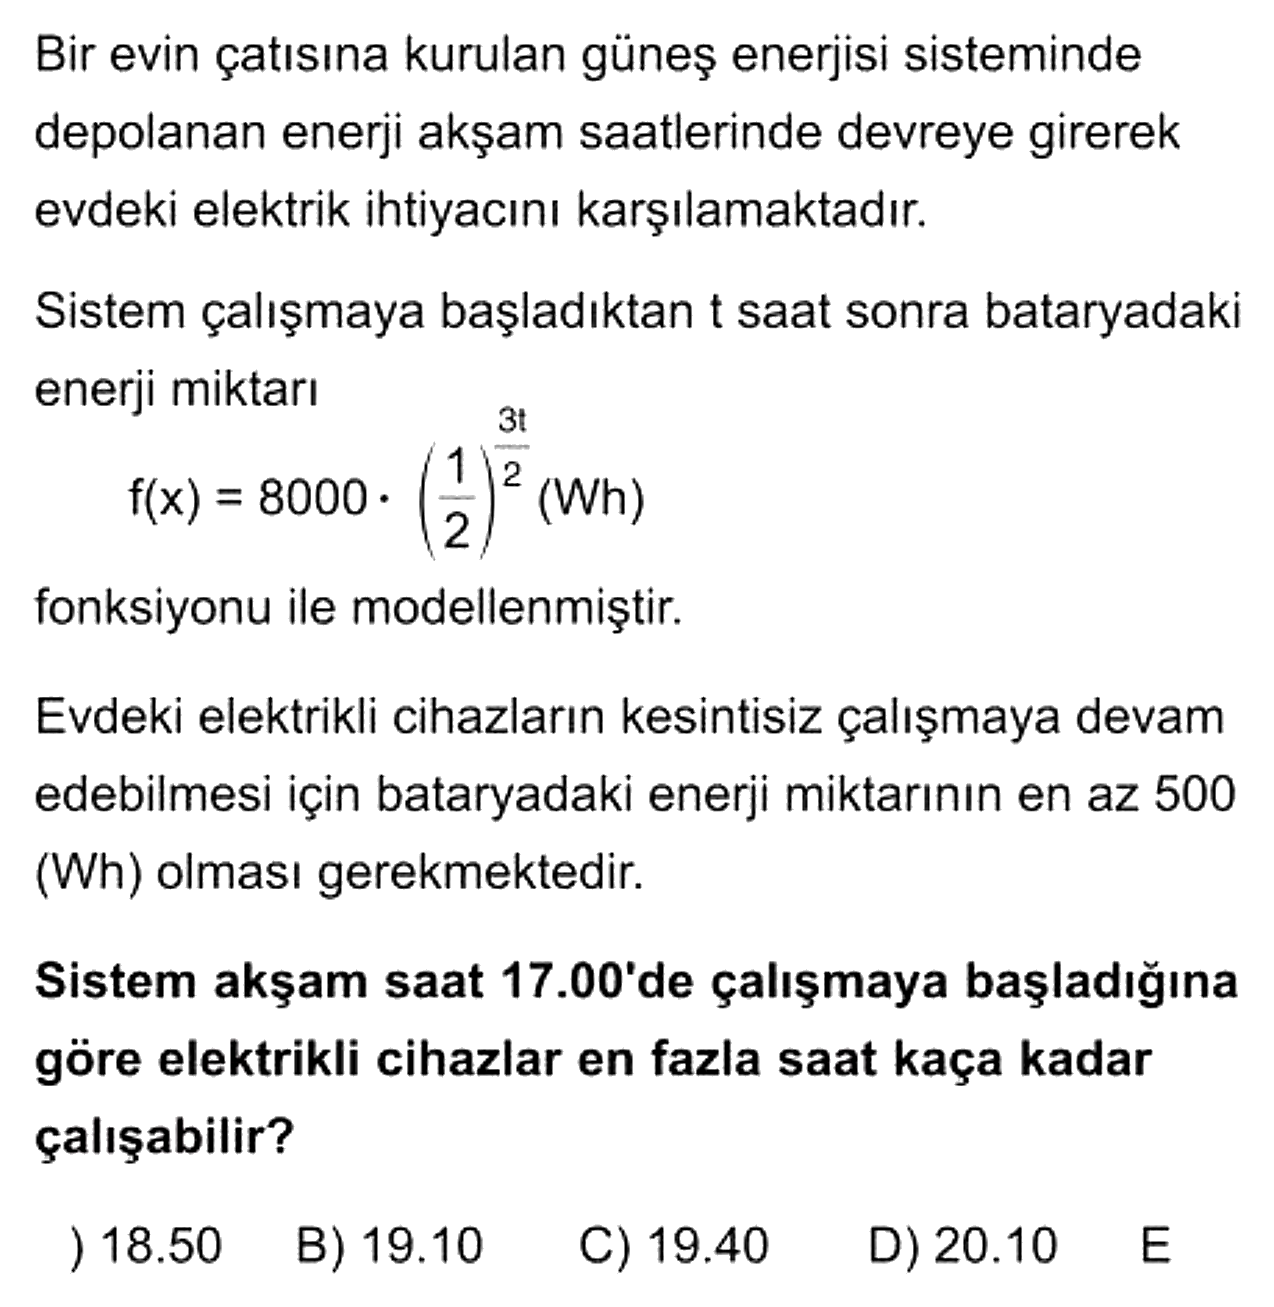 Bir evin çatısına kurulan güneş enerjisi sisteminde
depolanan enerji akşam saatlerinde devreye girerek
evdeki elektrik ihtiyacını karşılamaktadır.
Sistem çalışmaya başladıktan t saat sonra bataryadaki
enerji miktarı
f(x) = 8000 · (1/2)^(3t/2) (Wh)
fonksiyonu ile modellenmiştir.
Evdeki elektrikli cihazların kesintisiz çalışmaya devam
edebilmesi için bataryadaki enerji miktarının en az 500
(Wh) olması gerekmektedir.
Sistem akşam saat 17.00'de çalışmaya başladığına
göre elektrikli cihazlar en fazla saat kaça kadar
çalışabilir?
) 18.50 B) 19.10 C) 19.40 D) 20.10 E